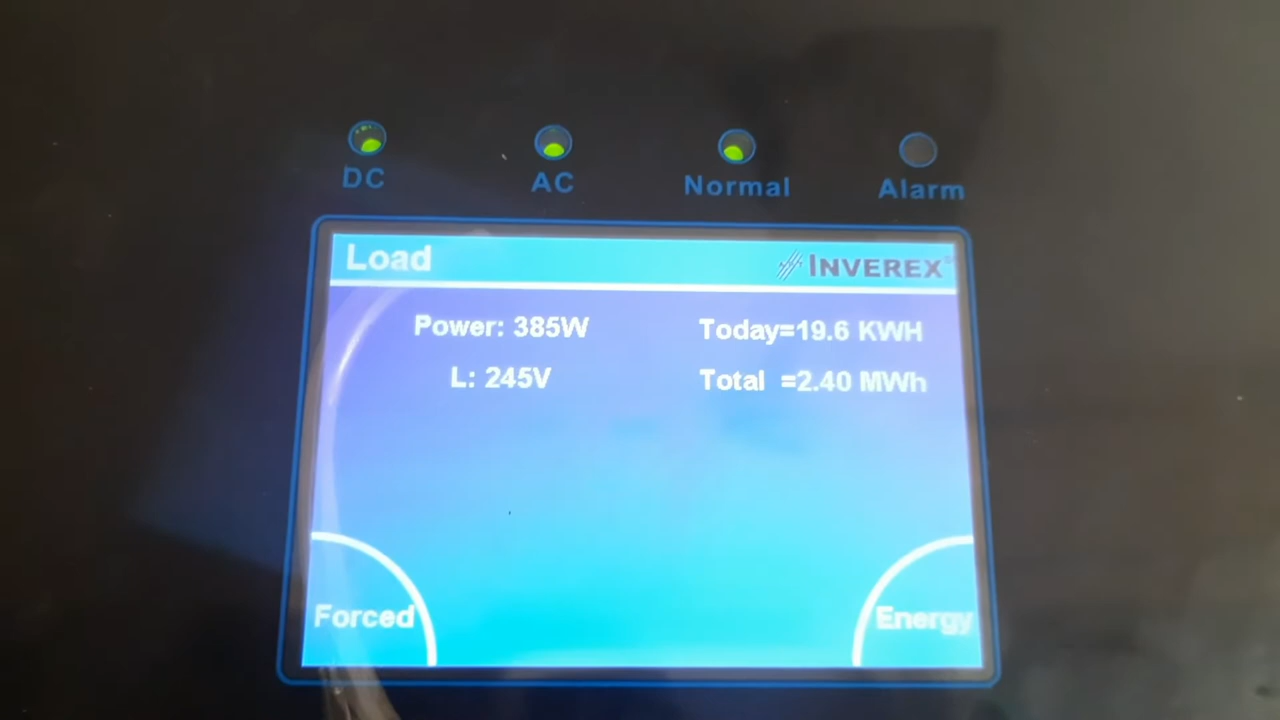 DC AC Normal Alarm
Load INVEREX®
Power: 385W Today=19.6 KWH
L: 245V Total =2.40 MWh
Forced Energy